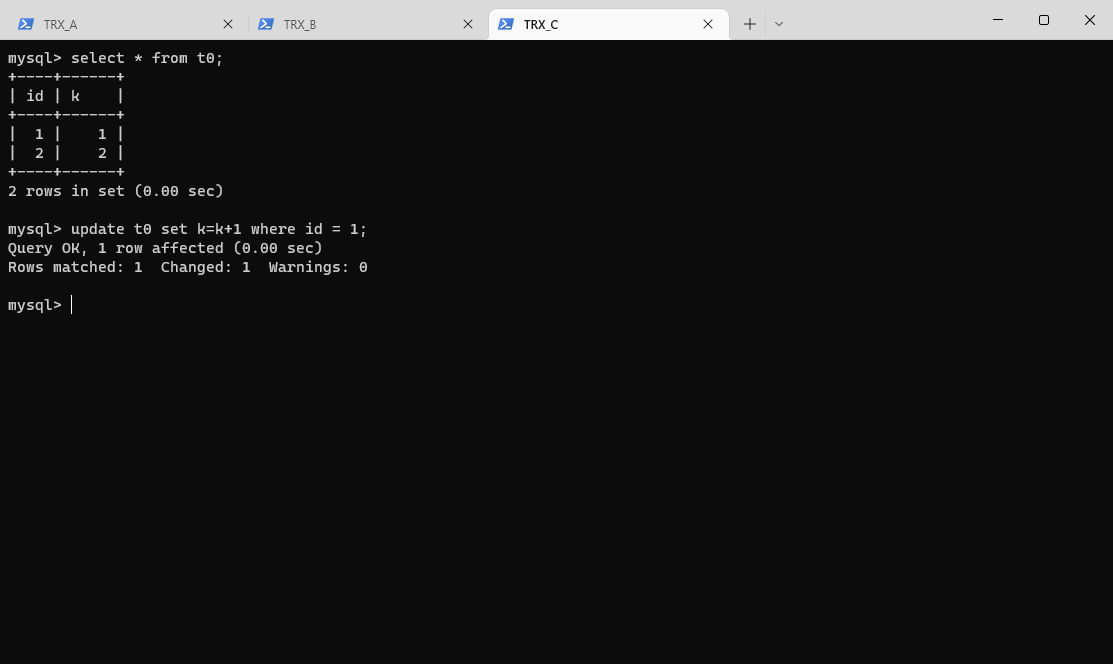 TRX_A
TRX_B
TRX_C
mysql> select * from t0;
+----+------+
| id | k    |
+----+------+
|  1 |    1 |
|  2 |    2 |
+----+------+
2 rows in set (0.00 sec)
mysql> update t0 set k=k+1 where id = 1;
Query OK, 1 row affected (0.00 sec)
Rows matched: 1  Changed: 1  Warnings: 0
mysql>